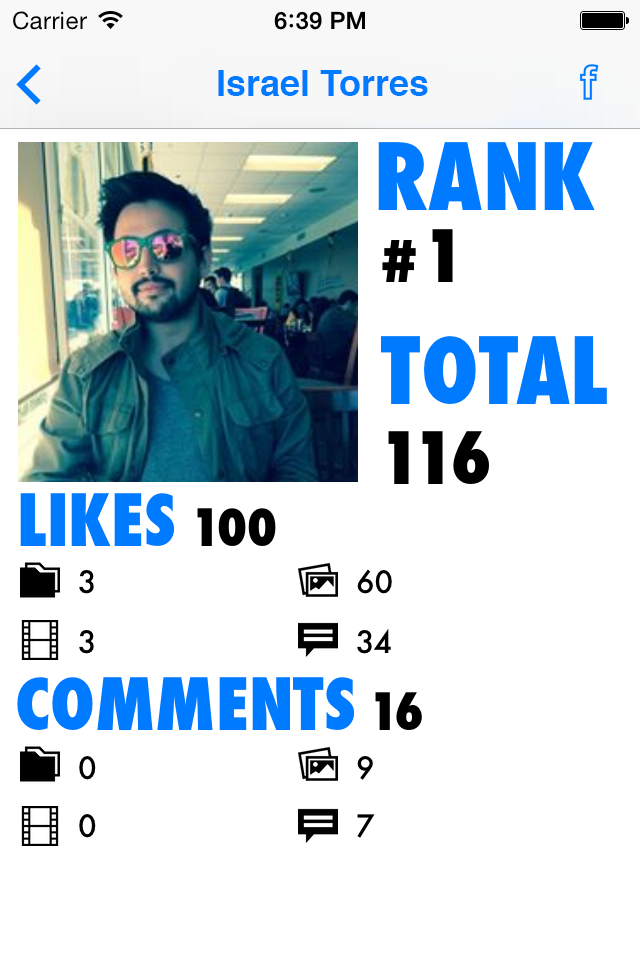 Carrier 6:39 PM
Israel Torres f
RANK
#1
TOTAL
116
LIKES 100
3 60
3 34
COMMENTS 16
0 9
0 7